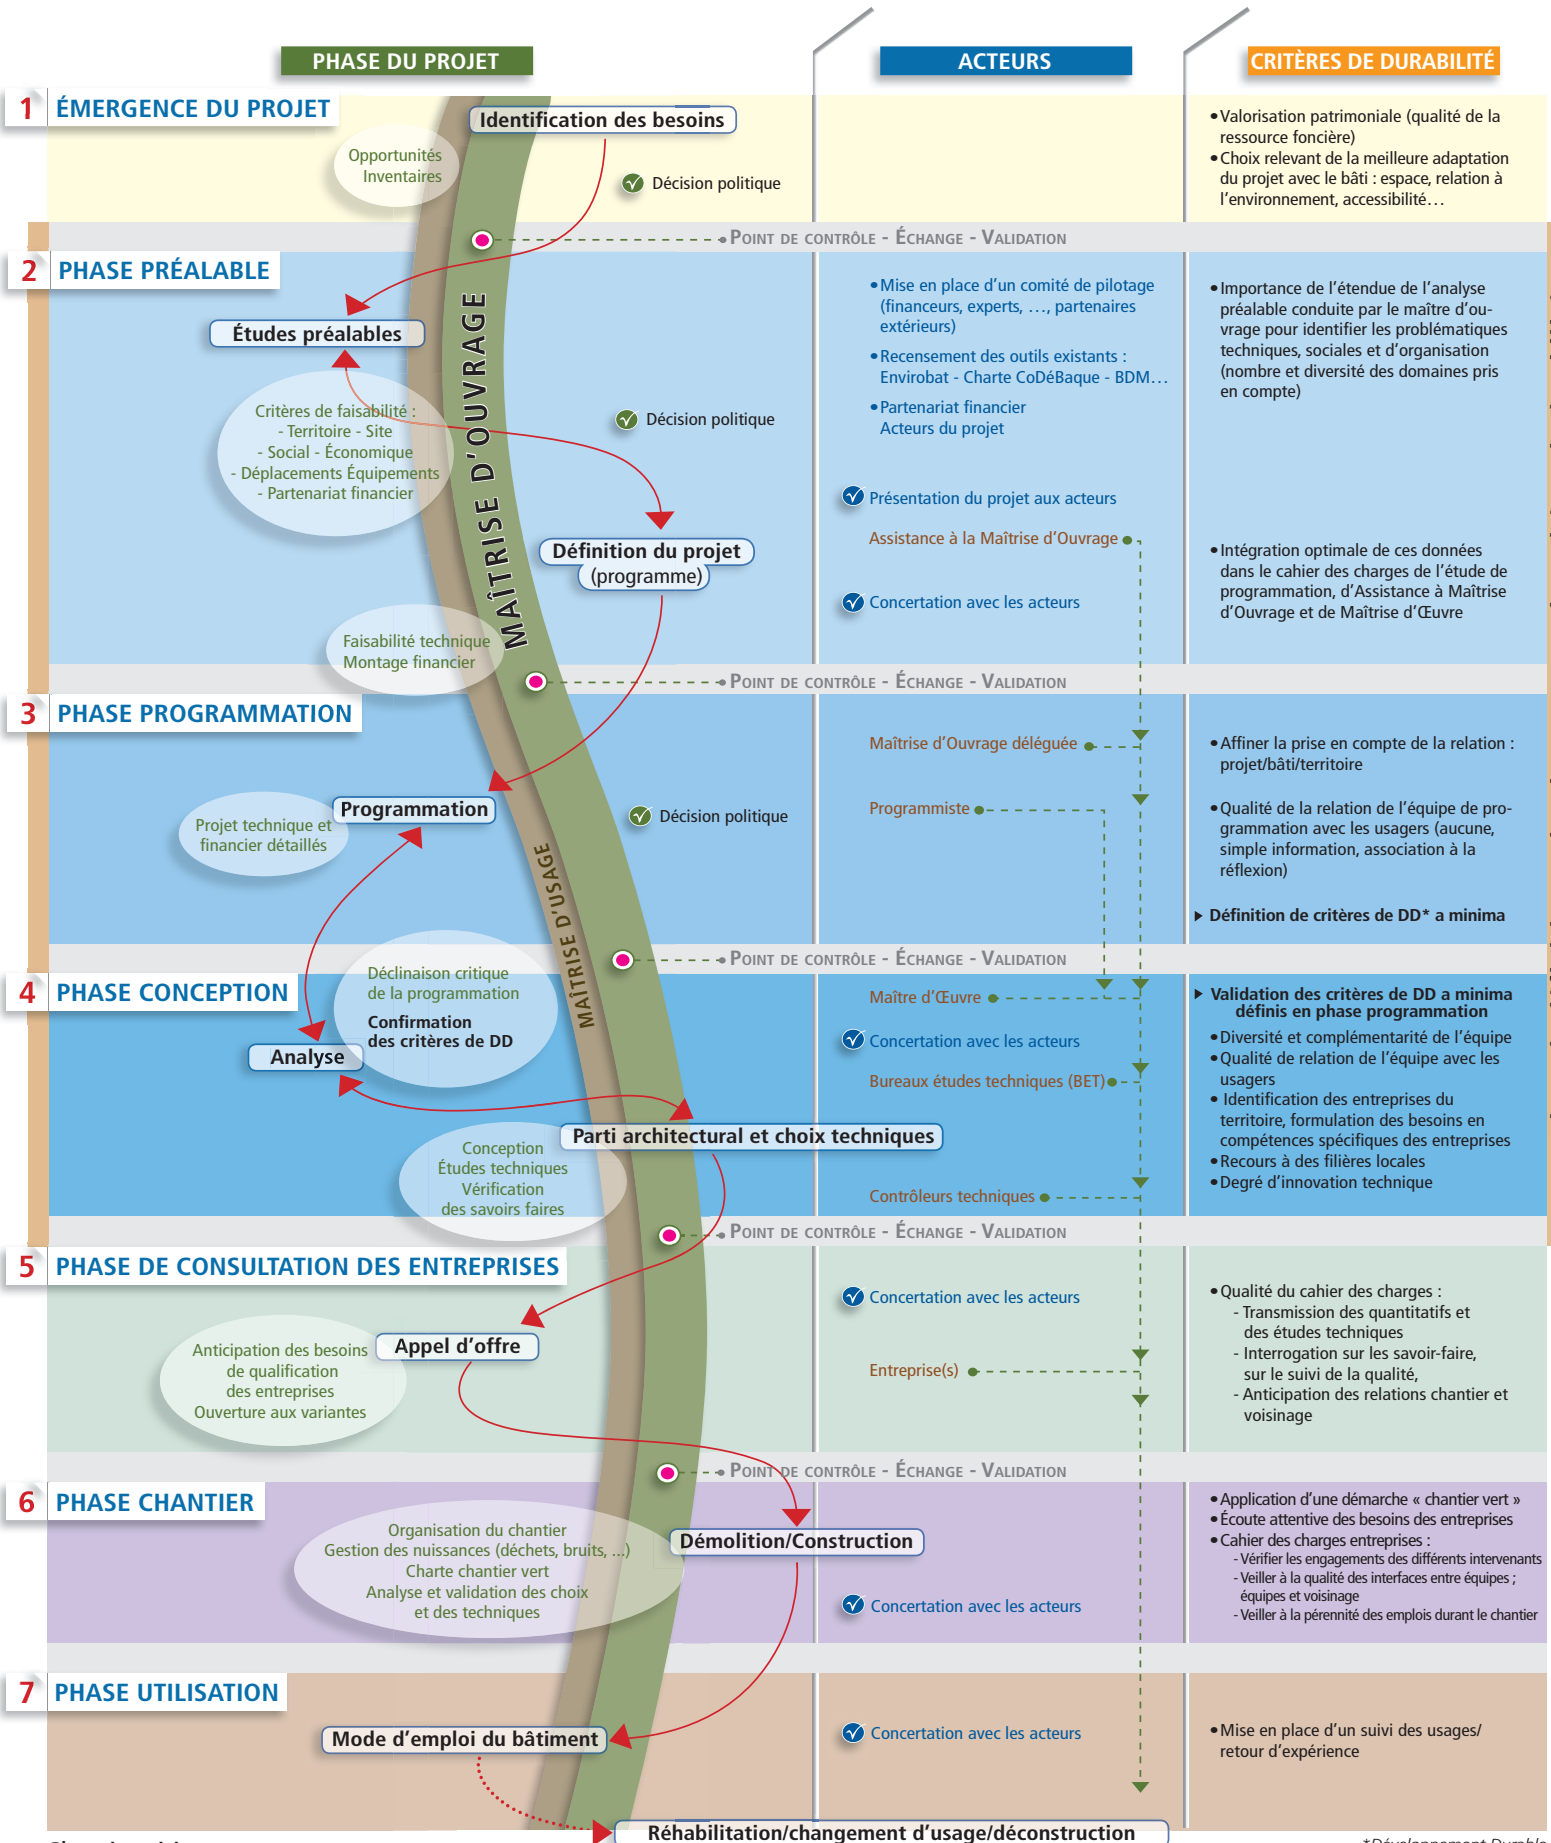 PHASE DU PROJET
ACTEURS
CRITÈRES DE DURABILITÉ
1 ÉMERGENCE DU PROJET
Identification des besoins
Opportunités
Inventaires
Décision politique
•Valorisation patrimoniale (qualité de la
ressource foncière)
•Choix relevant de la meilleure adaptation
du projet avec le bâti : espace, relation à
l'environnement, accessibilité…
Point de contrôle - Échange - Validation
2 PHASE PRÉALABLE
Études préalables
Critères de faisabilité :
- Territoire - Site
- Social - Économique
- Déplacements Équipements
- Partenariat financier
MAÎTRISE D'OUVRAGE
Décision politique
Définition du projet
(programme)
Faisabilité technique
Montage financier
•Mise en place d'un comité de pilotage
(financeurs, experts, …, partenaires
extérieurs)
•Recensement des outils existants :
Envirobat - Charte CoDéBaque - BDM…
•Partenariat financier
Acteurs du projet
Présentation du projet aux acteurs
Assistance à la Maîtrise d'Ouvrage
Concertation avec les acteurs
•Importance de l'étendue de l'analyse
préalable conduite par le maître d'ou-
vrage pour identifier les problématiques
techniques, sociales et d'organisation
(nombre et diversité des domaines pris
en compte)
•Intégration optimale de ces données
dans le cahier des charges de l'étude de
programmation, d'Assistance à Maîtrise
d'Ouvrage et de Maîtrise d'Œuvre
Point de contrôle - Échange - Validation
3 PHASE PROGRAMMATION
Programmation
Projet technique et
financier détaillés
Décision politique
MAÎTRISE D'USAGE
Maîtrise d'Ouvrage déléguée
Programmiste
•Affiner la prise en compte de la relation :
projet/bâti/territoire
•Qualité de la relation de l'équipe de pro-
grammation avec les usagers (aucune,
simple information, association à la
réflexion)
Définition de critères de DD* a minima
Point de contrôle - Échange - Validation
4 PHASE CONCEPTION
Déclinaison critique
de la programmation
Confirmation
des critères de DD
Analyse
Parti architectural et choix techniques
Conception
Études techniques
Vérification
des savoirs faires
Maître d'Œuvre
Concertation avec les acteurs
Bureaux études techniques (BET)
Contrôleurs techniques
Validation des critères de DD a minima
définis en phase programmation
•Diversité et complémentarité de l'équipe
•Qualité de relation de l'équipe avec les
usagers
• Identification des entreprises du
territoire, formulation des besoins en
compétences spécifiques des entreprises
•Recours à des filières locales
•Degré d'innovation technique
Point de contrôle - Échange - Validation
5 PHASE DE CONSULTATION DES ENTREPRISES
Appel d'offre
Anticipation des besoins
de qualification
des entreprises
Ouverture aux variantes
Concertation avec les acteurs
Entreprise(s)
•Qualité du cahier des charges :
- Transmission des quantitatifs et
des études techniques
- Interrogation sur les savoir-faire,
sur le suivi de la qualité,
- Anticipation des relations chantier et
voisinage
Point de contrôle - Échange - Validation
6 PHASE CHANTIER
Organisation du chantier
Gestion des nuissances (déchets, bruits, ...)
Charte chantier vert
Analyse et validation des choix
et des techniques
Démolition/Construction
Concertation avec les acteurs
•Application d'une démarche « chantier vert »
•Écoute attentive des besoins des entreprises
•Cahier des charges entreprises :
- Vérifier les engagements des différents intervenants
- Veiller à la qualité des interfaces entre équipes ;
équipes et voisinage
- Veiller à la pérennité des emplois durant le chantier
7 PHASE UTILISATION
Mode d'emploi du bâtiment
Concertation avec les acteurs
•Mise en place d'un suivi des usages/
retour d'expérience
Réhabilitation/changement d'usage/déconstruction
*Développement Durable